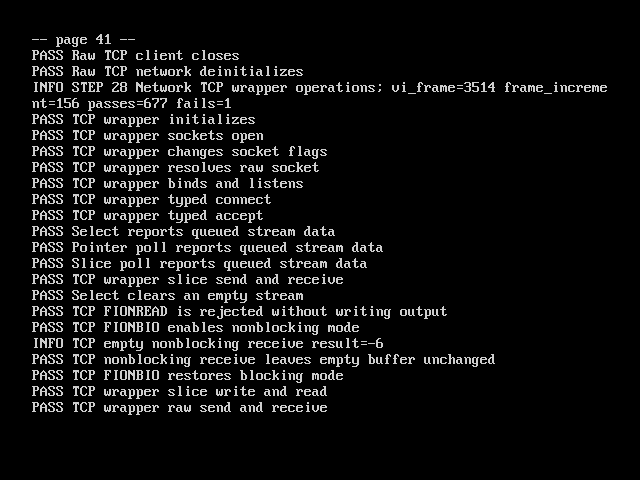 -- page 41 --
PASS Raw TCP client closes
PASS Raw TCP network deinitializes
INFO STEP 28 Network TCP wrapper operations; vi_frame=3514 frame_increme
nt=156 passes=677 fails=1
PASS TCP wrapper initializes
PASS TCP wrapper sockets open
PASS TCP wrapper changes socket flags
PASS TCP wrapper resolves raw socket
PASS TCP wrapper binds and listens
PASS TCP wrapper typed connect
PASS TCP wrapper typed accept
PASS Select reports queued stream data
PASS Pointer poll reports queued stream data
PASS Slice poll reports queued stream data
PASS TCP wrapper slice send and receive
PASS Select clears an empty stream
PASS TCP FIONREAD is rejected without writing output
PASS TCP FIONBIO enables nonblocking mode
INFO TCP empty nonblocking receive result=-6
PASS TCP nonblocking receive leaves empty buffer unchanged
PASS TCP FIONBIO restores blocking mode
PASS TCP wrapper slice write and read
PASS TCP wrapper raw send and receive